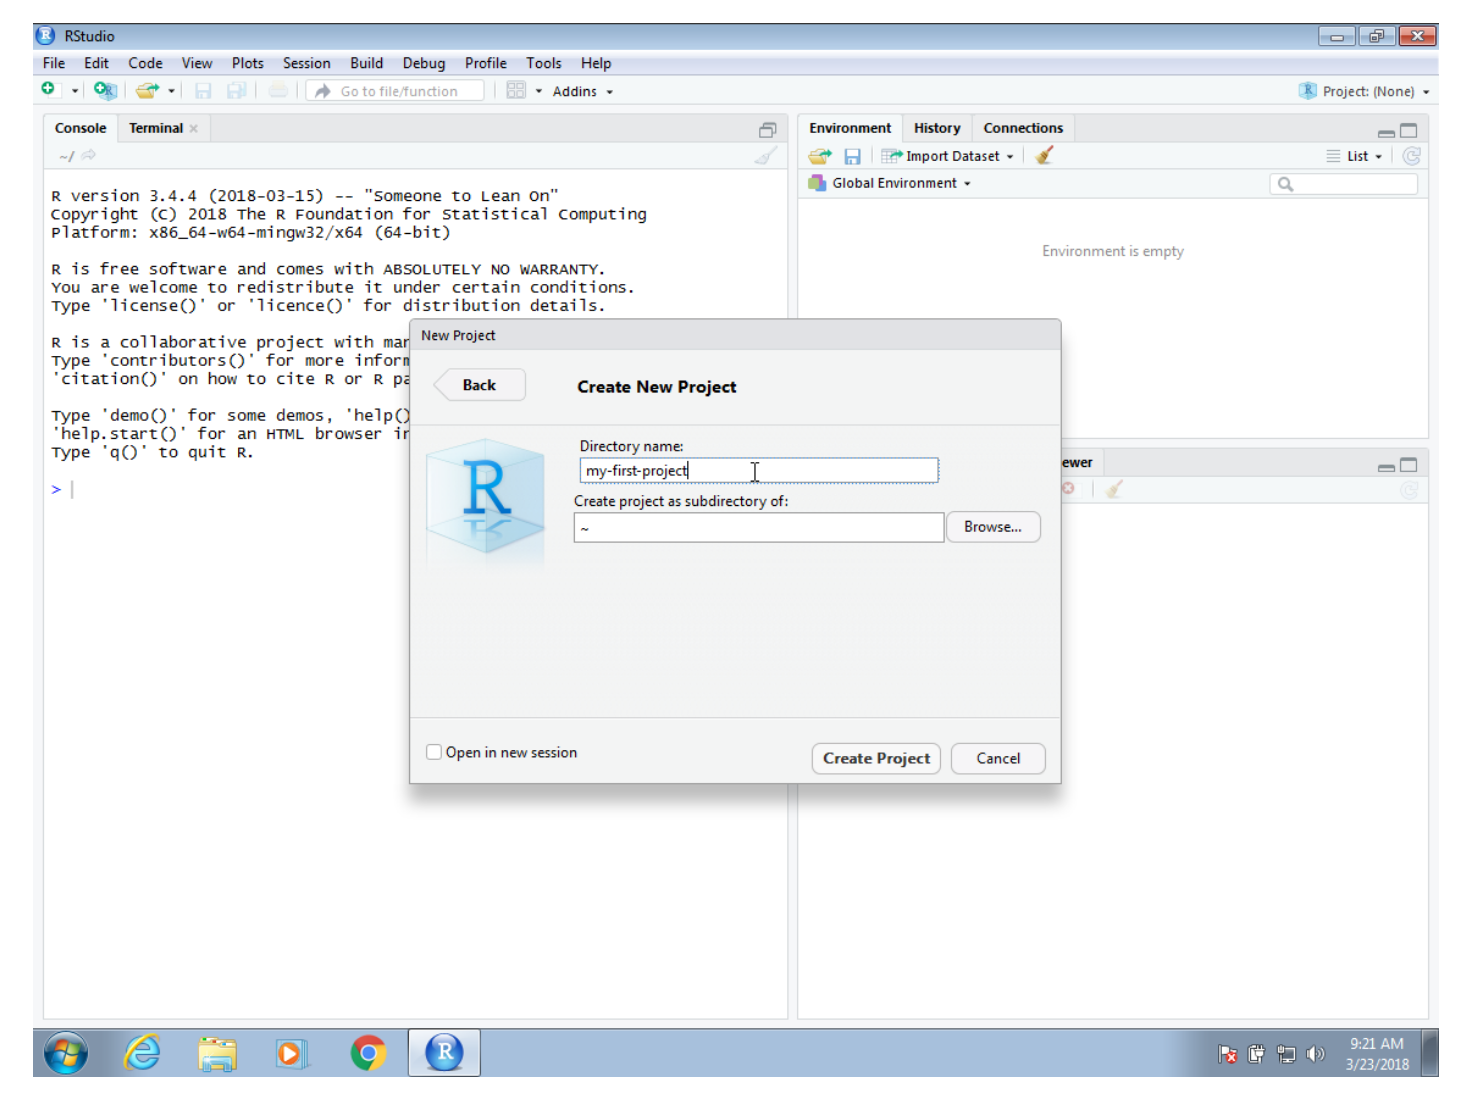 RStudio
File Edit Code View Plots Session Build Debug Profile Tools Help
Go to file/function Addins Project: (None)
Console Terminal
~/
R version 3.4.4 (2018-03-15) -- "Someone to Lean On"
Copyright (C) 2018 The R Foundation for Statistical Computing
Platform: x86_64-w64-mingw32/x64 (64-bit)
R is free software and comes with ABSOLUTELY NO WARRANTY.
You are welcome to redistribute it under certain conditions.
Type 'license()' or 'licence()' for distribution details.
R is a collaborative project with
Type 'contributors()' for more
'citation()' on how to cite R or R
Type 'demo()' for some demos, 'help()
'help.start()' for an HTML browser
Type 'q()' to quit R.
>
Environment History Connections
Import Dataset List
Global Environment
Environment is empty
New Project
Back Create New Project
R
Directory name:
my-first-project
Create project as subdirectory of:
~ Browse...
Open in new session Create Project Cancel
9:21 AM
3/23/2018